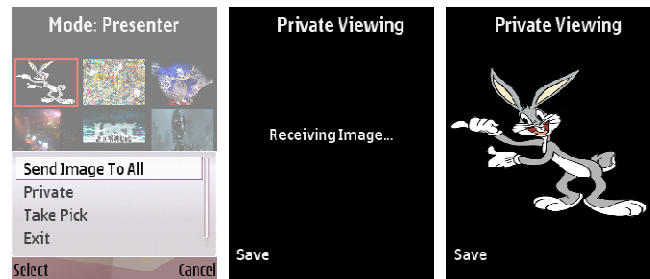 Mode: Presenter
Send Image To All
Private
Take Pick
Exit
Select
Cancel
Private Viewing
Receiving Image...
Save
Private Viewing
Save